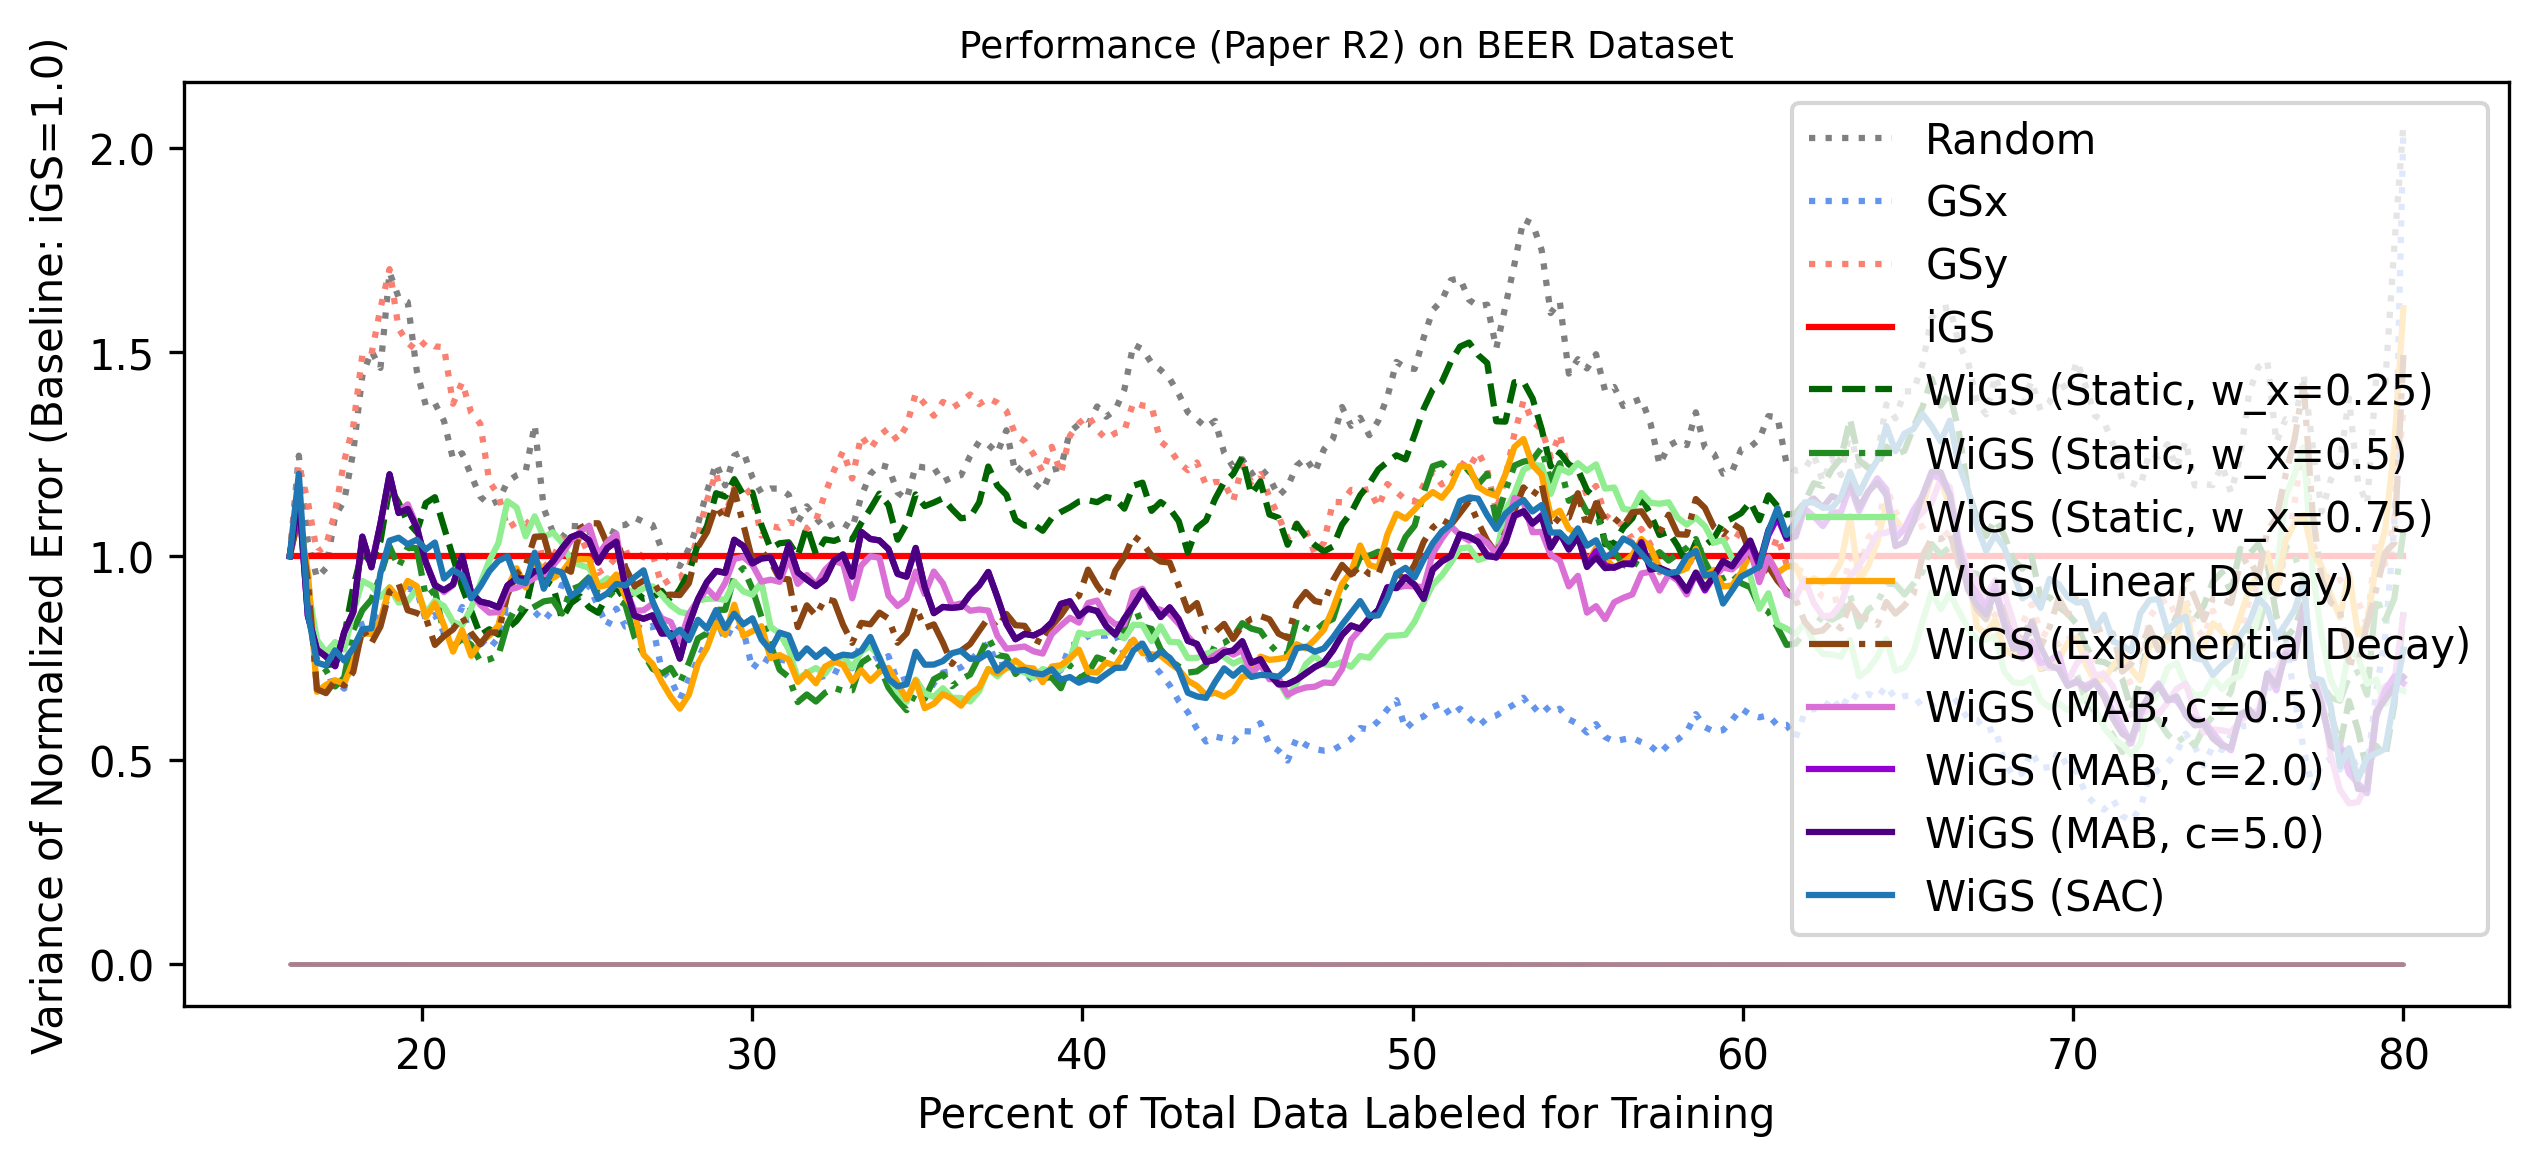 Performance (Paper R2) on BEER Dataset
Variance of Normalized Error (Baseline: iGS=1.0)
2.0
1.5
1.0
0.5
0.0
Random
GSx
GSy
iGS
WiGS (Static, w_x=0.25)
WiGS (Static, w_x=0.5)
WiGS (Static, w_x=0.75)
WiGS (Linear Decay)
WiGS (Exponential Decay)
WiGS (MAB, c=0.5)
WiGS (MAB, c=2.0)
WiGS (MAB, c=5.0)
WiGS (SAC)
20 30 40 50 60 70 80
Percent of Total Data Labeled for Training